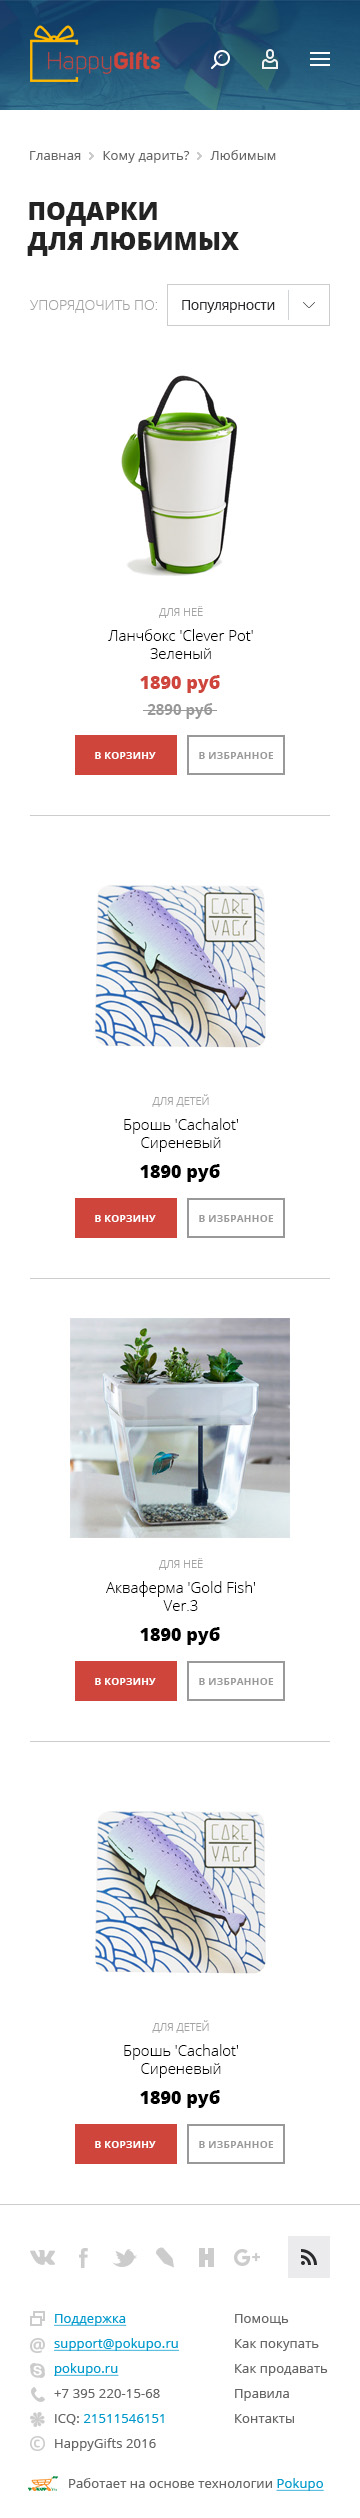 HappyGifts
Главная > Кому дарить? > Любимым
ПОДАРКИ
ДЛЯ ЛЮБИМЫХ
УПОРЯДОЧИТЬ ПО: Популярности
ДЛЯ НЕЁ
Ланчбокс 'Clever Pot'
Зеленый
1890 руб
2890 руб
В КОРЗИНУ В ИЗБРАННОЕ
CARE
YAGI
ДЛЯ ДЕТЕЙ
Брошь 'Cachalot'
Сиреневый
1890 руб
В КОРЗИНУ В ИЗБРАННОЕ
ДЛЯ НЕЁ
Акваферма 'Gold Fish'
Ver.3
1890 руб
В КОРЗИНУ В ИЗБРАННОЕ
CARE
YAGI
ДЛЯ ДЕТЕЙ
Брошь 'Cachalot'
Сиреневый
1890 руб
В КОРЗИНУ В ИЗБРАННОЕ
Поддержка Помощь
support@pokupo.ru Как покупать
pokupo.ru Как продавать
+7 395 220-15-68 Правила
ICQ: 21511546151 Контакты
© HappyGifts 2016
Работает на основе технологии Pokupo